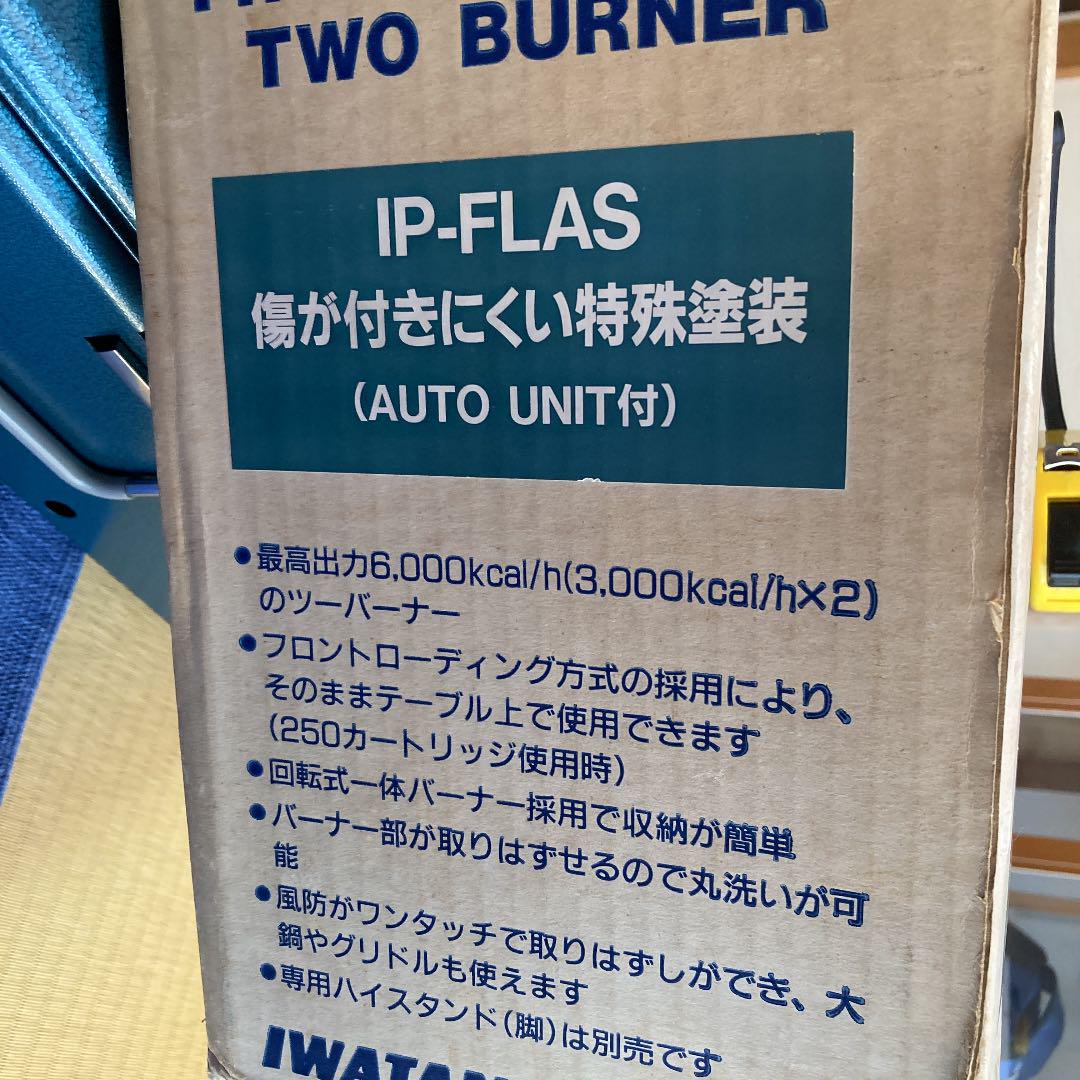 TWO BURNER
IP-FLAS
傷が付きにくい特殊塗装
(AUTO UNIT付)
●最高出力6,000kcal/h(3,000kcal/h×2)
のツーバーナー
●フロントローディング方式の採用により、
そのままテーブル上で使用できます
(250カートリッジ使用時)
●回転式一体バーナー採用で収納が簡単
●バーナー部が取りはずせるので丸洗いが可
能
●風防がワンタッチで取りはずしができ、大
鍋やグリドルも使えます
●専用ハイスタンド(脚)は別売です